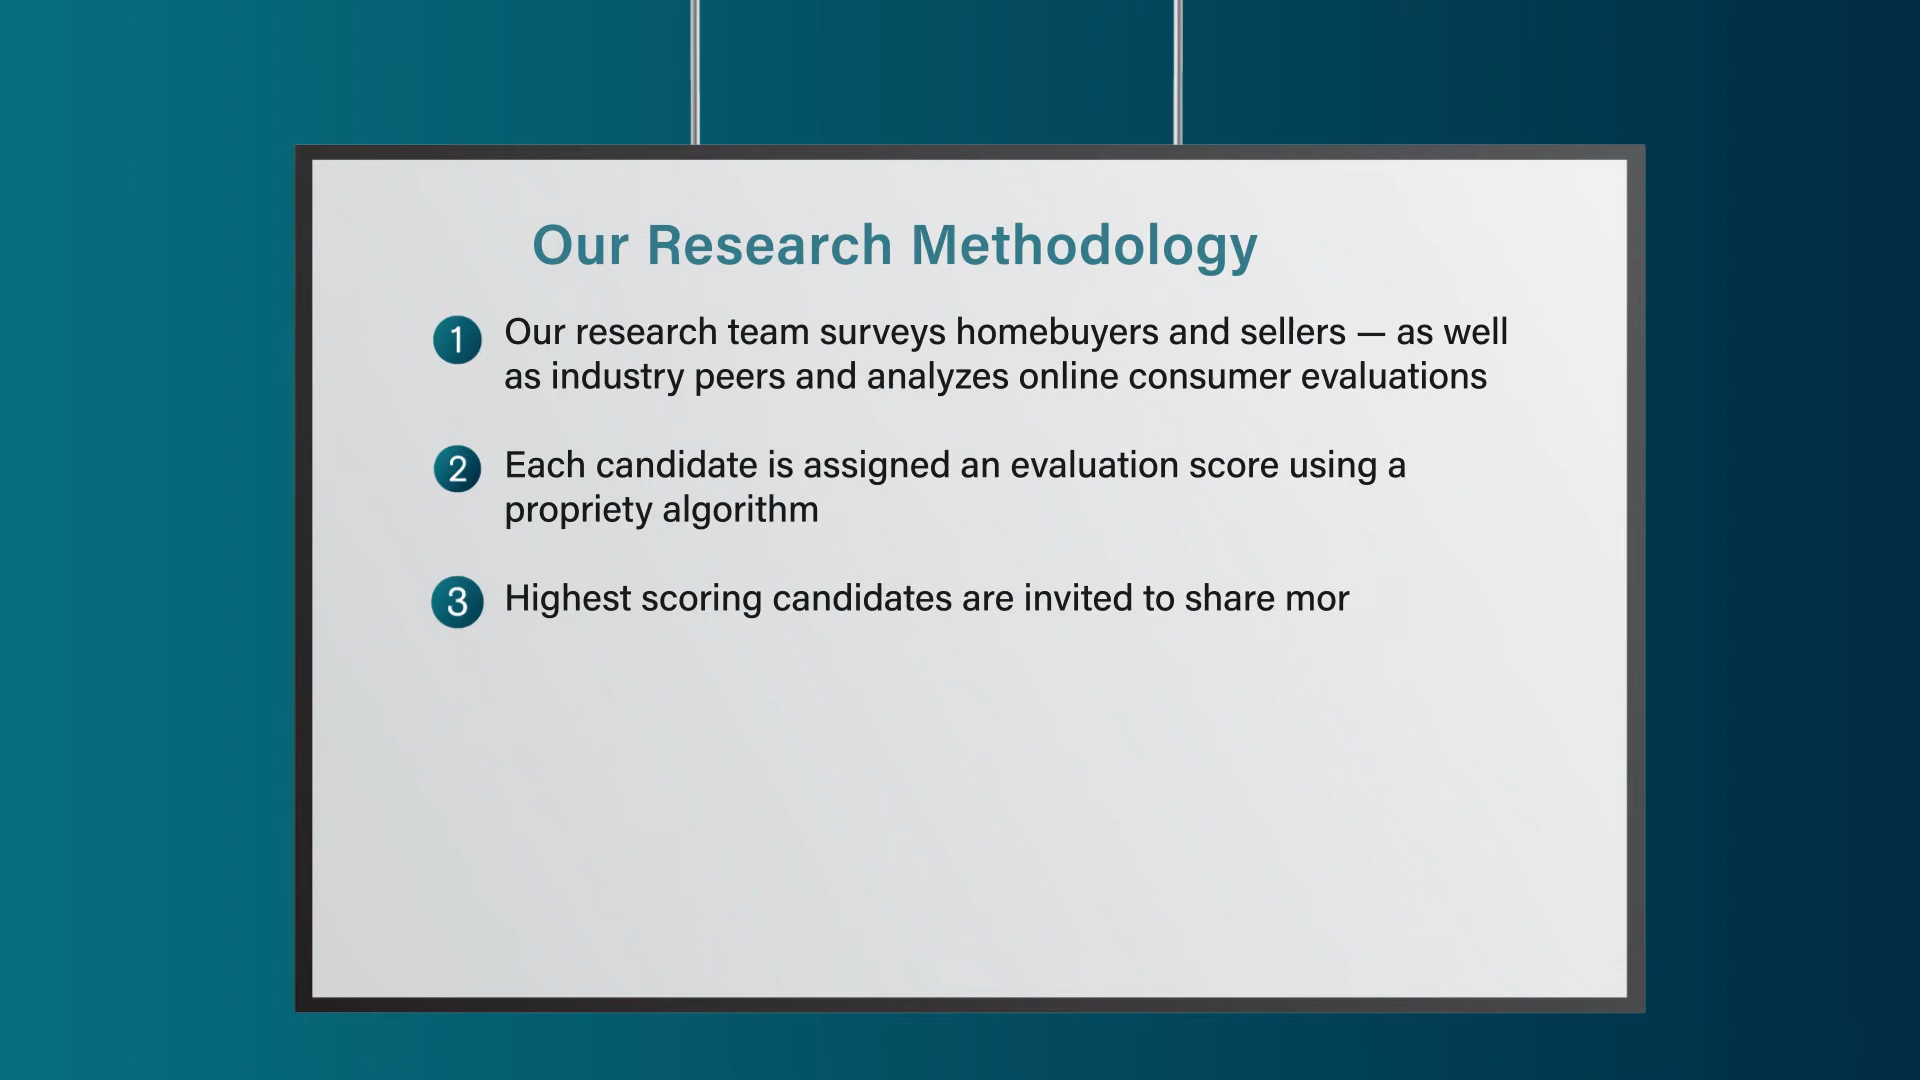 Our Research Methodology
1 Our research team surveys homebuyers and sellers — as well
as industry peers and analyzes online consumer evaluations
2 Each candidate is assigned an evaluation score using a
propriety algorithm
3 Highest scoring candidates are invited to share mor